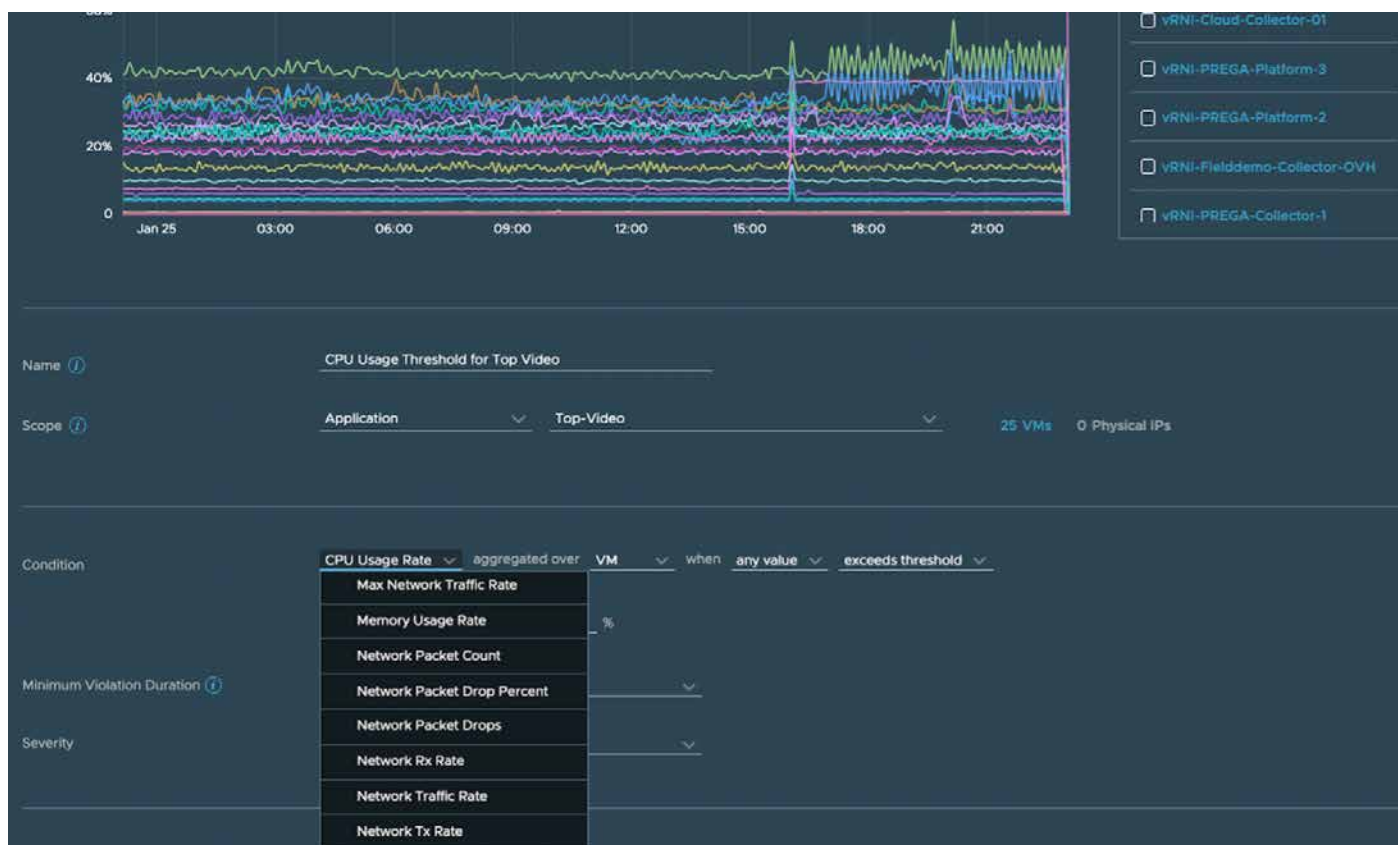 vRNI-Cloud-Collector-01
40%
vRNI-PREGA-Platform-3
vRNI-PREGA-Platform-2
20%
vRNI-Fielddemo-Collector-OVH
0
vRNI-PREGA-Collector-1
Jan 25 03:00 06:00 09:00 12:00 15:00 18:00 21:00
Name i CPU Usage Threshold for Top Video
Scope i Application Top-Video 25 VMs 0 Physical IPs
Condition CPU Usage Rate aggregated over VM when any value exceeds threshold
Max Network Traffic Rate
Memory Usage Rate %
Network Packet Count
Minimum Violation Duration i Network Packet Drop Percent
Network Packet Drops
Severity
Network Rx Rate
Network Traffic Rate
Network Tx Rate